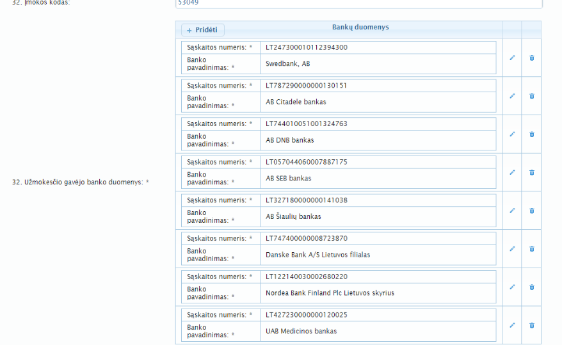 32. Įmokos kodas: 53049
+ Pridėti Bankų duomenys
Sąskaitos numeris: * LT247300010112394300
Banko pavadinimas: * Swedbank, AB
Sąskaitos numeris: * LT787290000000130151
Banko pavadinimas: * AB Citadele bankas
Sąskaitos numeris: * LT744010051001324763
Banko pavadinimas: * AB DNB bankas
Sąskaitos numeris: * LT057044060007887175
Banko pavadinimas: * AB SEB bankas
32. Užmokesčio gavėjo banko duomenys: *
Sąskaitos numeris: * LT327180000000141038
Banko pavadinimas: * AB Šiaulių bankas
Sąskaitos numeris: * LT747400000008723870
Banko pavadinimas: * Danske Bank A/S Lietuvos filialas
Sąskaitos numeris: * LT122140030002680220
Banko pavadinimas: * Nordea Bank Finland Plc Lietuvos skyrius
Sąskaitos numeris: * LT427230000000120025
Banko pavadinimas: * UAB Medicinos bankas